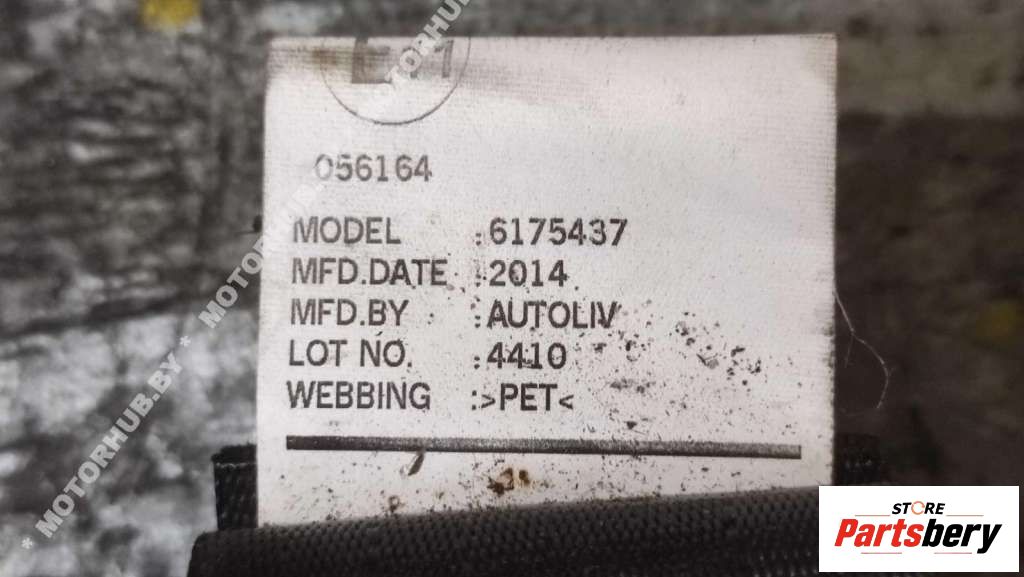 056164
MODEL :6175437
MFD.DATE :2014
MFD.BY :AUTOLIV
LOT NO. :4410
WEBBING :>PET<
* MOTORHUB.BY * MOTORHUB.BY * MOTORHUB
STORE
Partsbery